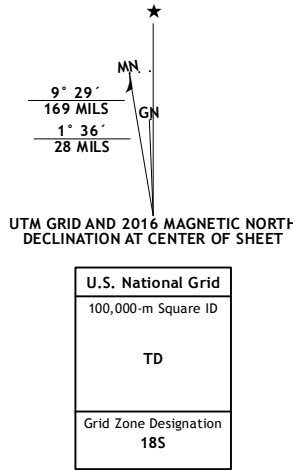 ★
MN
9° 29´
169 MILS
GN
1° 36´
28 MILS
UTM GRID AND 2016 MAGNETIC NORTH
DECLINATION AT CENTER OF SHEET
U.S. National Grid
100,000-m Square ID
TD
Grid Zone Designation
18S